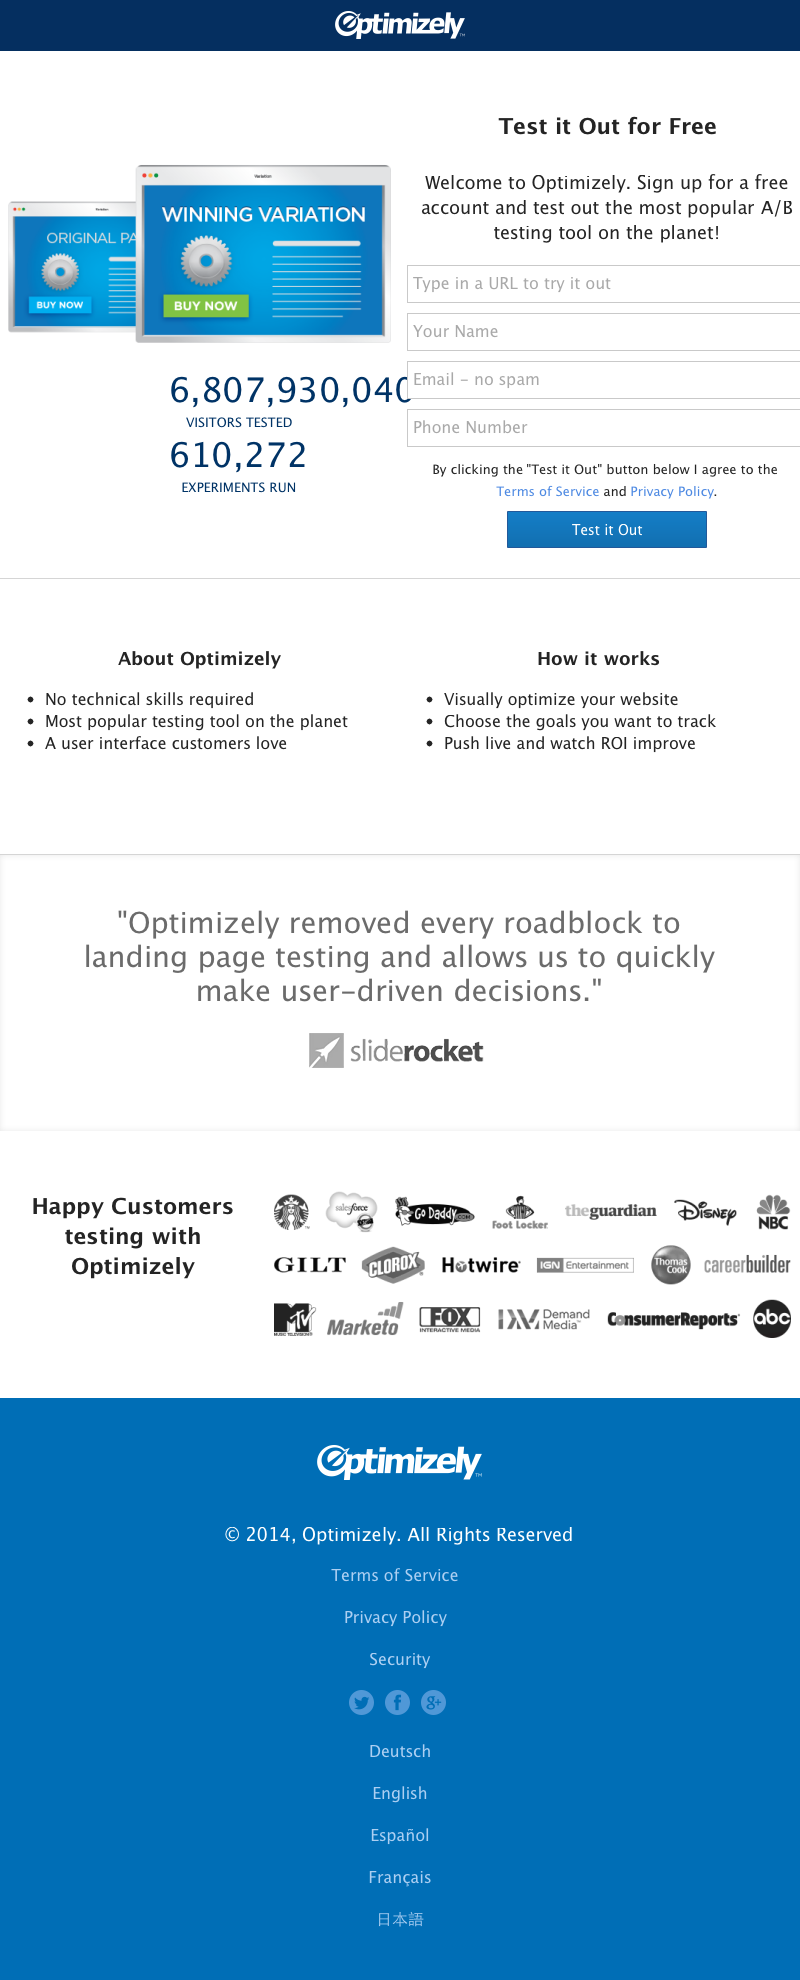 Optimizely
Test it Out for Free
Welcome to Optimizely. Sign up for a free
account and test out the most popular A/B
testing tool on the planet!
Variation
WINNING VARIATION
ORIGINAL PA
BUY NOW
BUY NOW
Type in a URL to try it out
Your Name
Email – no spam
Phone Number
6,807,930,040
VISITORS TESTED
610,272
EXPERIMENTS RUN
By clicking the "Test it Out" button below I agree to the
Terms of Service and Privacy Policy.
Test it Out
About Optimizely
No technical skills required
Most popular testing tool on the planet
A user interface customers love
How it works
Visually optimize your website
Choose the goals you want to track
Push live and watch ROI improve
"Optimizely removed every roadblock to
landing page testing and allows us to quickly
make user-driven decisions."
sliderocket
Happy Customers
testing with
Optimizely
salesforce
Go Daddy.COM
Foot Locker
theguardian
DISNEY
NBC
GILT
CLOROX
Hotwire
IGN Entertainment
Thomas Cook
careerbuilder
MTV
MUSIC TELEVISION
Marketo
FOX
INTERACTIVE MEDIA
Demand Media
ConsumerReports
abc
Optimizely
© 2014, Optimizely. All Rights Reserved
Terms of Service
Privacy Policy
Security
Deutsch
English
Español
Français
日本語